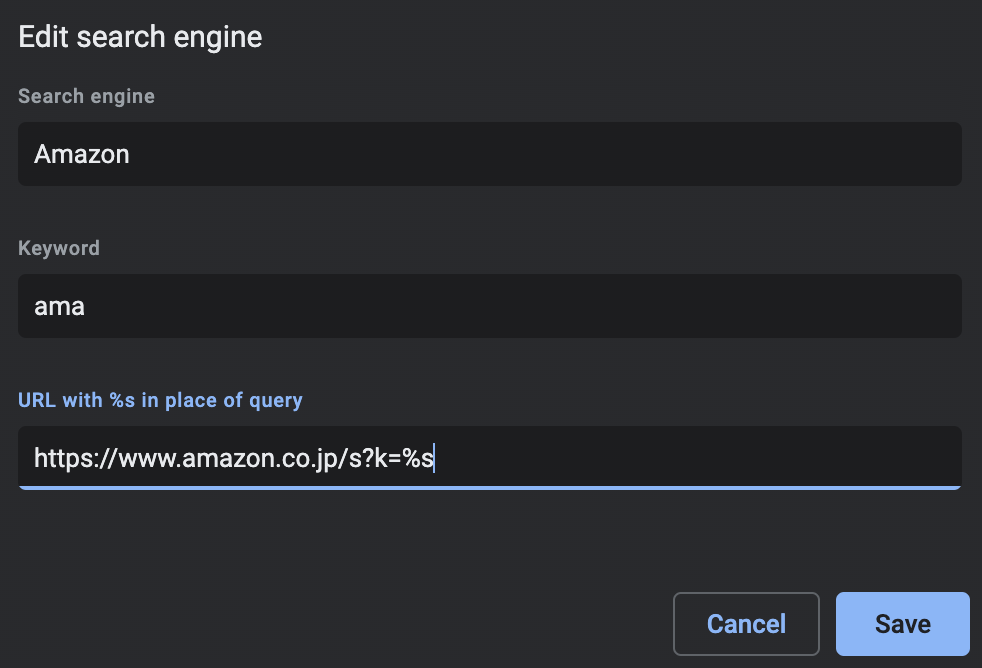 Edit search engine
Search engine
Amazon
Keyword
ama
URL with %s in place of query
https://www.amazon.co.jp/s?k=%s
Cancel
Save